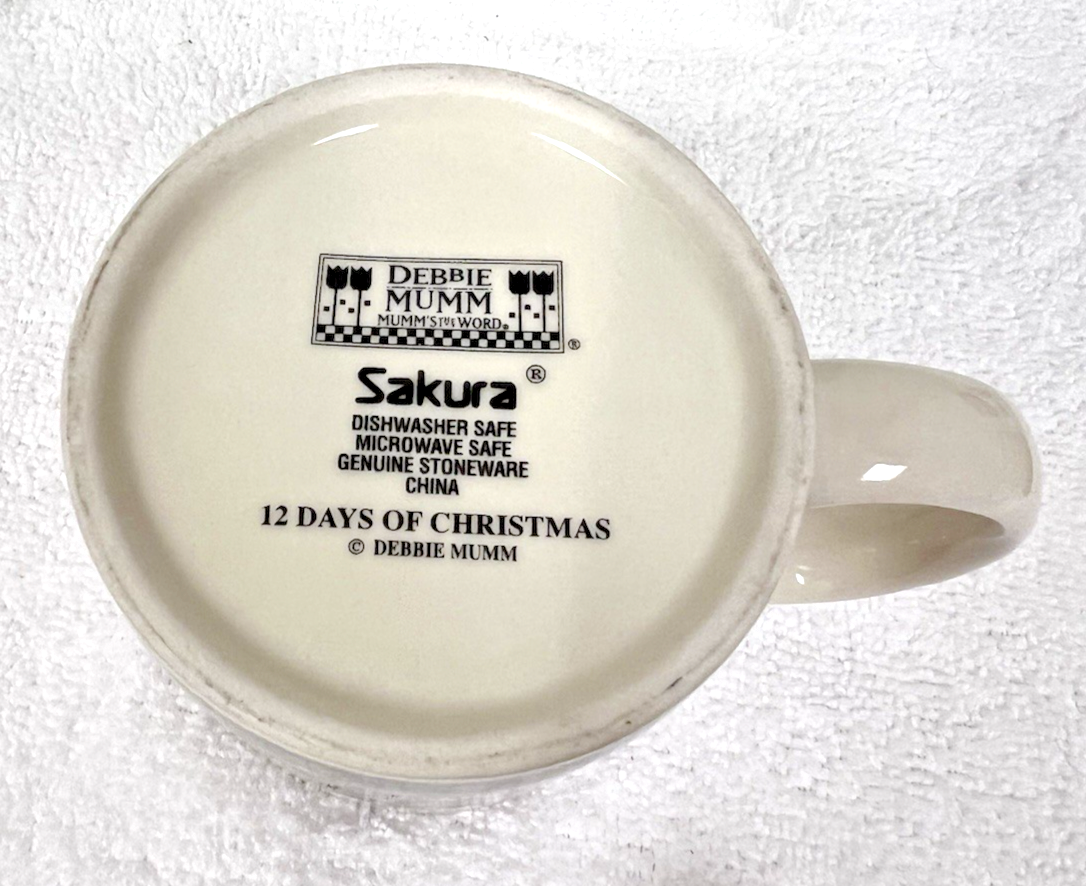 DEBBIE
MUMM
MUMM'S THE WORD®
®
Sakura®
DISHWASHER SAFE
MICROWAVE SAFE
GENUINE STONEWARE
CHINA
12 DAYS OF CHRISTMAS
© DEBBIE MUMM